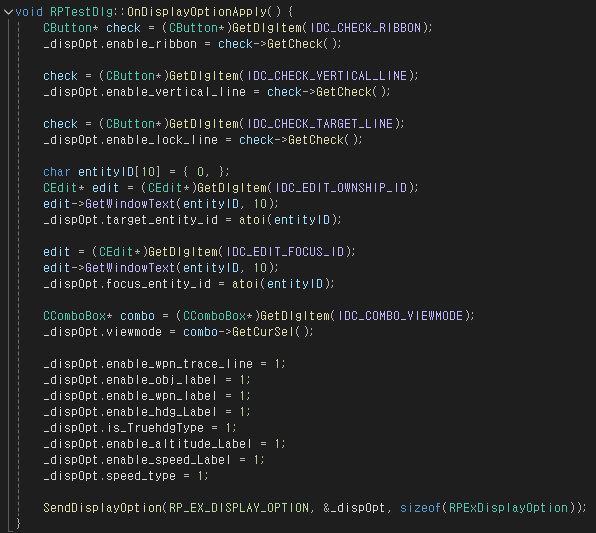 void RPTestDlg::OnDisplayOptionApply() {
CButton* check = (CButton*)GetDlgItem(IDC_CHECK_RIBBON);
_dispOpt.enable_ribbon = check->GetCheck();
check = (CButton*)GetDlgItem(IDC_CHECK_VERTICAL_LINE);
_dispOpt.enable_vertical_line = check->GetCheck();
check = (CButton*)GetDlgItem(IDC_CHECK_TARGET_LINE);
_dispOpt.enable_lock_line = check->GetCheck();
char entityID[10] = { 0, };
CEdit* edit = (CEdit*)GetDlgItem(IDC_EDIT_OWNSHIP_ID);
edit->GetWindowText(entityID, 10);
_dispOpt.target_entity_id = atoi(entityID);
edit = (CEdit*)GetDlgItem(IDC_EDIT_FOCUS_ID);
edit->GetWindowText(entityID, 10);
_dispOpt.focus_entity_id = atoi(entityID);
CComboBox* combo = (CComboBox*)GetDlgItem(IDC_COMBO_VIEWMODE);
_dispOpt.viewmode = combo->GetCurSel();
_dispOpt.enable_wpn_trace_line = 1;
_dispOpt.enable_obj_label = 1;
_dispOpt.enable_wpn_label = 1;
_dispOpt.enable_hdg_Label = 1;
_dispOpt.is_TruehdgType = 1;
_dispOpt.enable_altitude_Label = 1;
_dispOpt.enable_speed_Label = 1;
_dispOpt.speed_type = 1;
SendDisplayOption(RP_EX_DISPLAY_OPTION, &_dispOpt, sizeof(RPExDisplayOption));
}